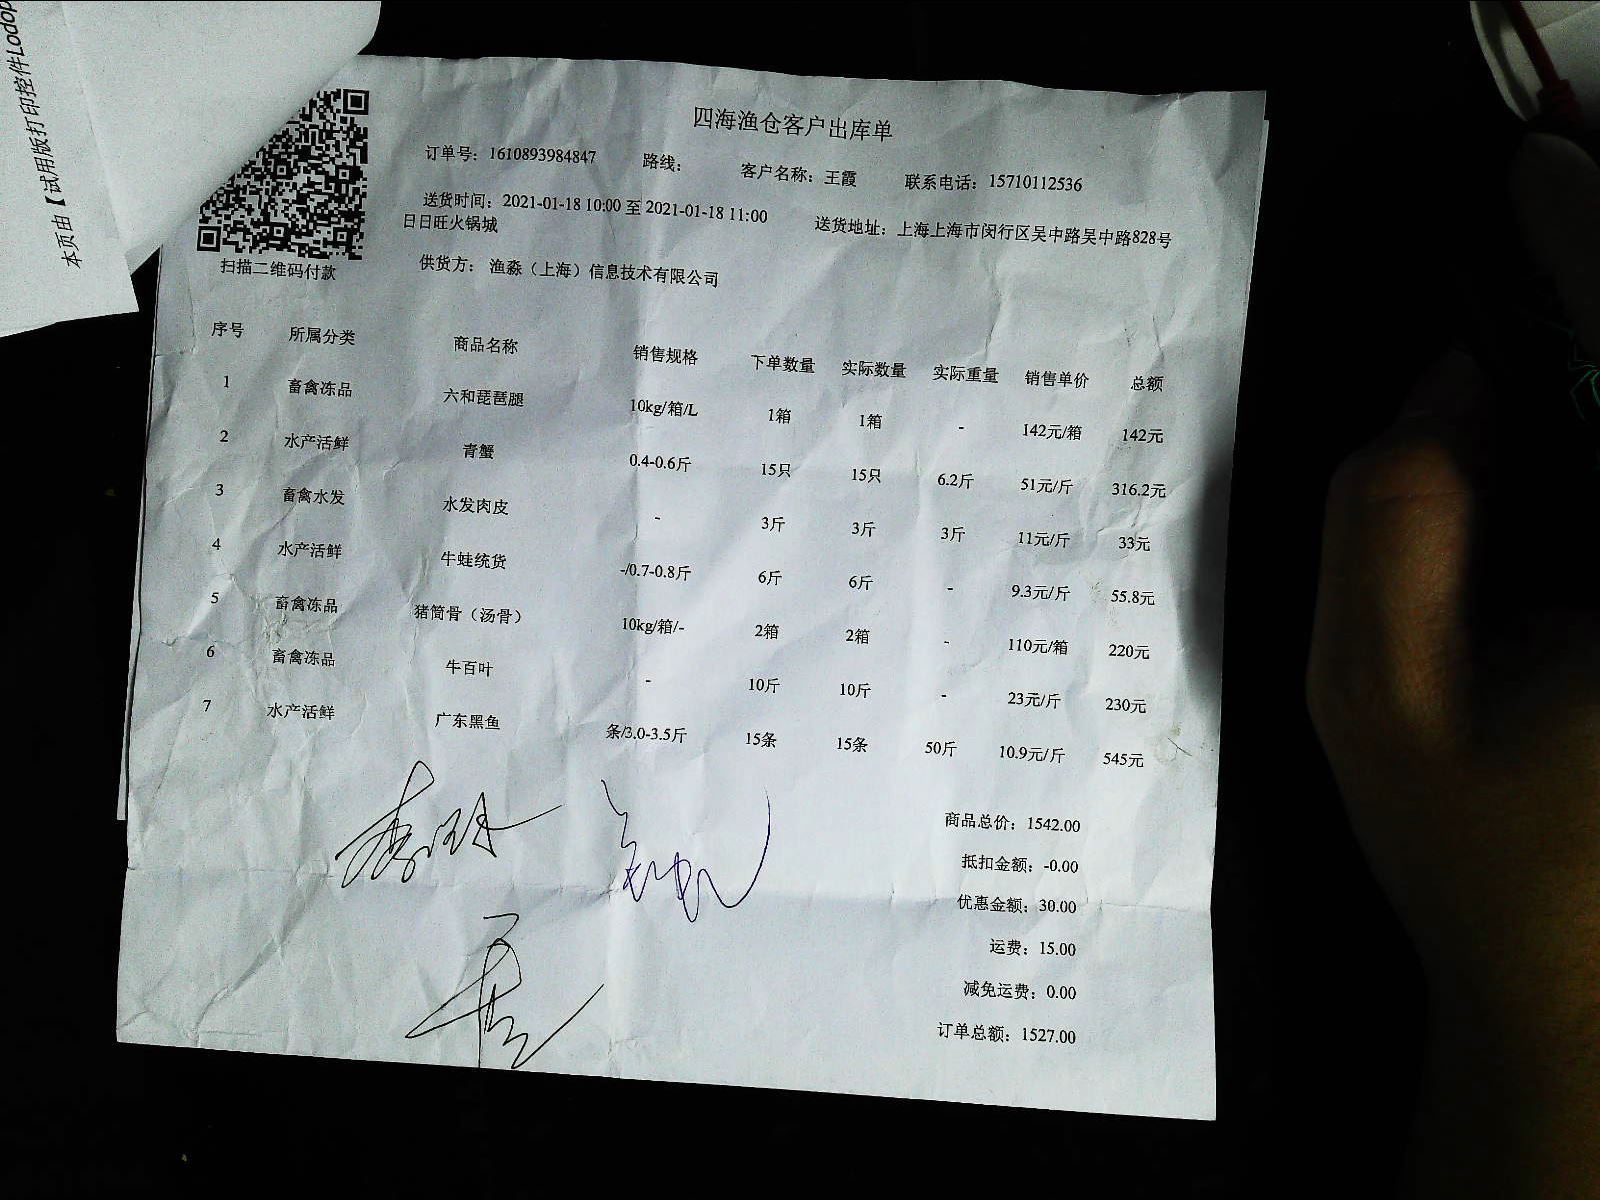 本页由【试用版打印控件Lodop
四海渔仓客户出库单
订单号：1610893984847 路线： 客户名称：王霞 联系电话：15710112536
送货时间：2021-01-18 10:00 至 2021-01-18 11:00 送货地址：上海上海市闵行区吴中路吴中路828号
日日旺火锅城
扫描二维码付款
供货方：渔淼（上海）信息技术有限公司
序号 所属分类 商品名称 销售规格 下单数量 实际数量 实际重量 销售单价 总额
1 畜禽冻品 六和琵琶腿 10kg/箱/L 1箱 1箱 - 142元/箱 142元
2 水产活鲜 青蟹 0.4-0.6斤 15只 15只 6.2斤 51元/斤 316.2元
3 畜禽水发 水发肉皮 - 3斤 3斤 3斤 11元/斤 33元
4 水产活鲜 牛蛙统货 -/0.7-0.8斤 6斤 6斤 - 9.3元/斤 55.8元
5 畜禽冻品 猪筒骨（汤骨） 10kg/箱/- 2箱 2箱 - 110元/箱 220元
6 畜禽冻品 牛百叶 - 10斤 10斤 - 23元/斤 230元
7 水产活鲜 广东黑鱼 条/3.0-3.5斤 15条 15条 50斤 10.9元/斤 545元
商品总价：1542.00
抵扣金额：-0.00
优惠金额：30.00
运费：15.00
减免运费：0.00
订单总额：1527.00